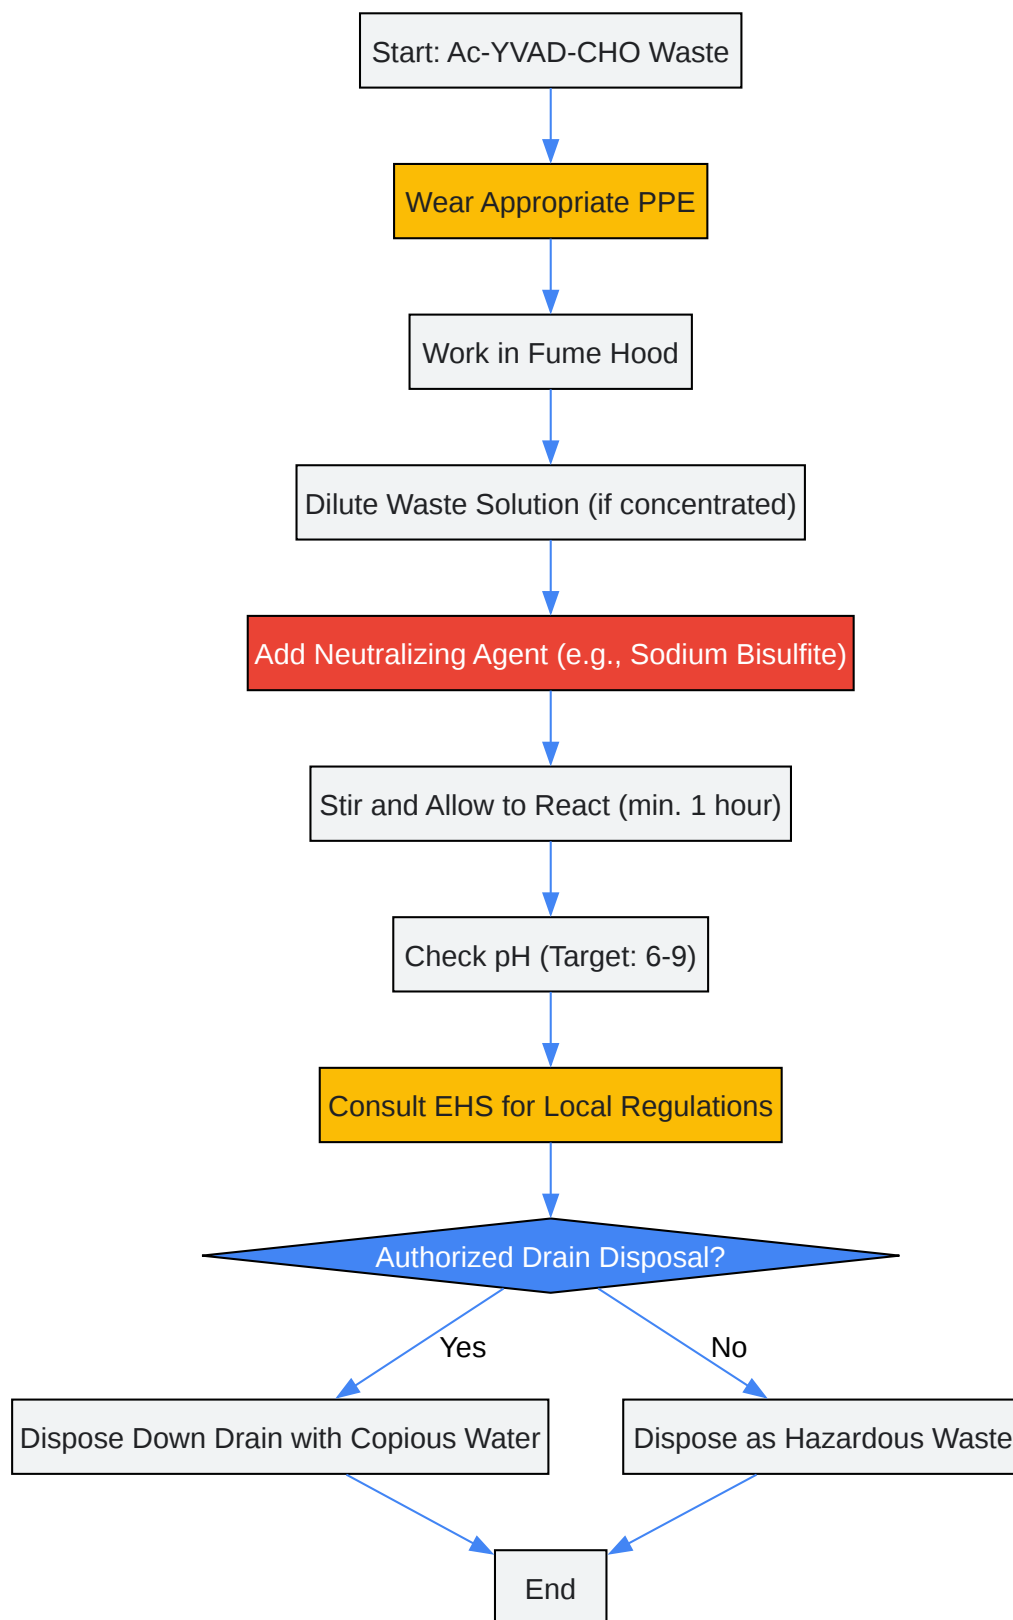 Start: Ac-YVAD-CHO Waste
Wear Appropriate PPE
Work in Fume Hood
Dilute Waste Solution (if concentrated)
Add Neutralizing Agent (e.g., Sodium Bisulfite)
Stir and Allow to React (min. 1 hour)
Check pH (Target: 6-9)
Consult EHS for Local Regulations
Authorized Drain Disposal?
Yes
No
Dispose Down Drain with Copious Water
Dispose as Hazardous Waste
End